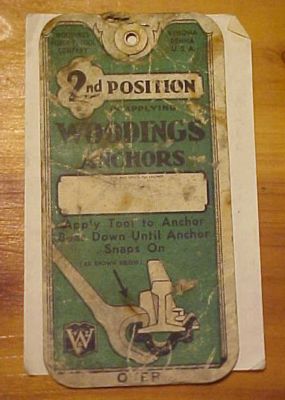 WOODINGS
FORGE & TOOL
COMPANY
VERONA
PENNA.
U.S.A.
2nd POSITION
IN APPLYING
WOODINGS
ANCHORS
Apply Tool to Anchor
Bear Down Until Anchor
Snaps On
(AS SHOWN BELOW)
W
OVER